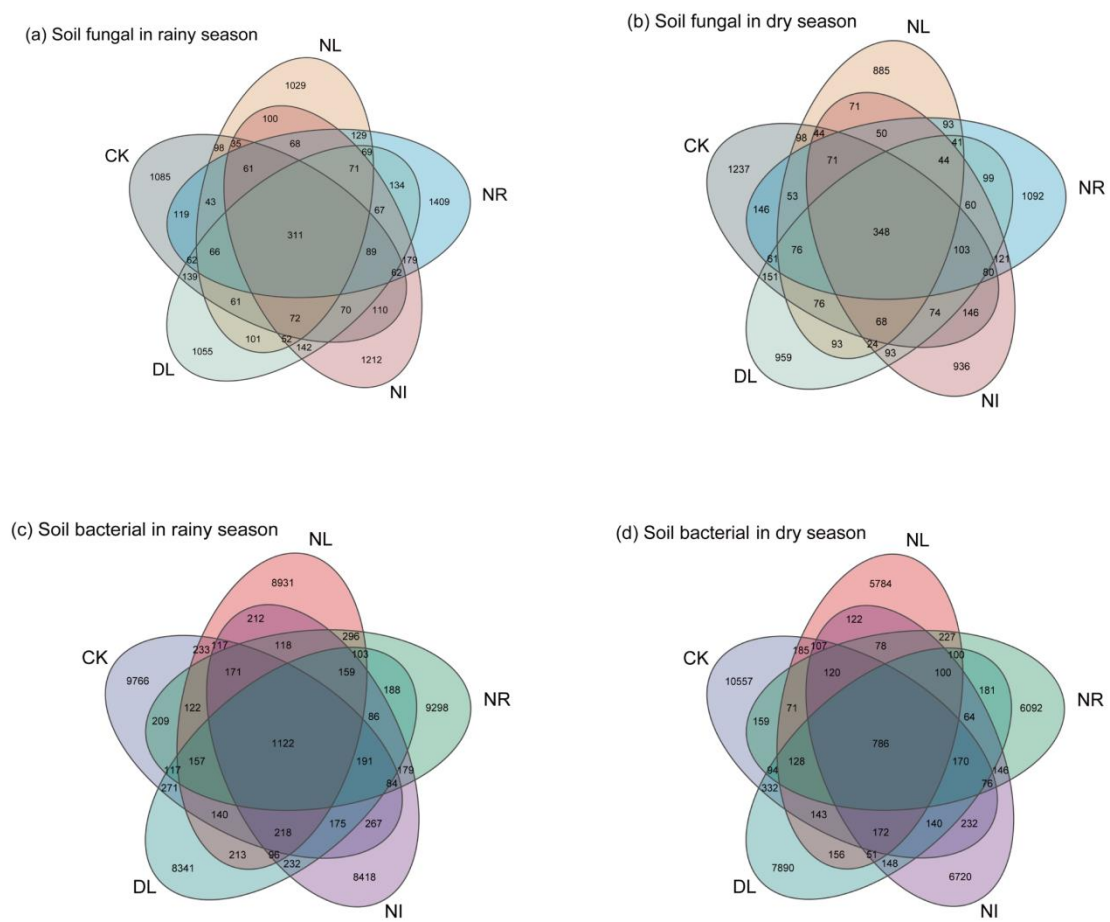 (a) Soil fungal in rainy season
NL
1029
100
129
98 35 68 69
CK
61 71
1085 134
NR
119 43 67 1409
311
66 89 179
62 62
139
61 70 110
72
101 52
142
1055 1212
DL
NI
(b) Soil fungal in dry season
NL
885
71
93
98 44 50 41
CK
71 44
1237 99
NR
146 53 60 1092
348
76 103 121
61 80
151
76 74 146
68
93 24
93
959 936
DL
NI
(c) Soil bacterial in rainy season
NL
8931
212
296
233 117 118 103
CK
171 159
9766 188
NR
209 122 86 9298
1122
157 191 179
117 84
271
140 175 267
218
213 96
232
8341 8418
DL
NI
(d) Soil bacterial in dry season
NL
5784
122
227
185 107 78 100
CK
120 100
10557 181
NR
159 71 64 6092
786
128 170 146
94 76
332
143 140 232
172
156 51
148
7890 6720
DL
NI